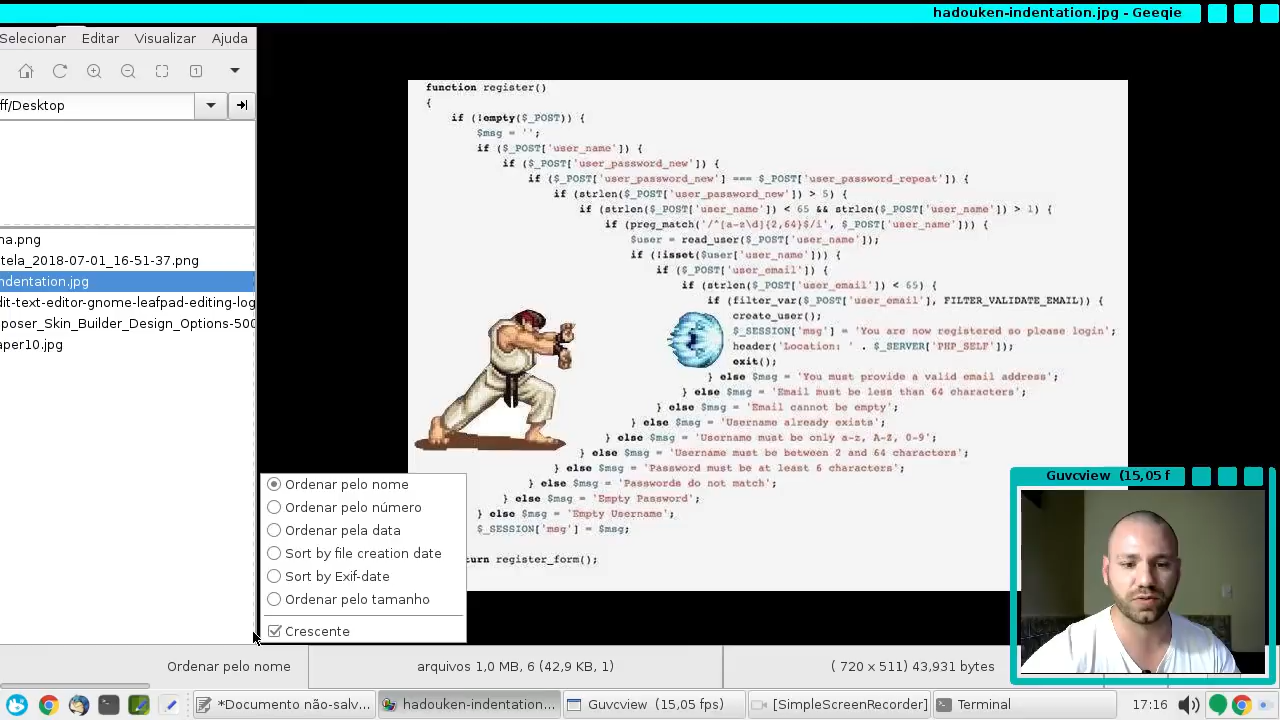 hadouken-indentation.jpg - Geeqie
Selecionar Editar Visualizar Ajuda
ff/Desktop
na.png
tela_2018-07-01_16-51-37.png
ndentation.jpg
dit-text-editor-gnome-leafpad-editing-log
poser_Skin_Builder_Design_Options-500
aper10.jpg
function register()
{
if (!empty($_POST)) {
$msg = '';
if ($_POST['user_name']) {
if ($_POST['user_password_new']) {
if ($_POST['user_password_new'] === $_POST['user_password_repeat']) {
if (strlen($_POST['user_password_new']) > 5) {
if (strlen($_POST['user_name']) < 65 && strlen($_POST['user_name']) > 1) {
if (preg_match('/^[a-z\d]{2,64}$/i', $_POST['user_name'])) {
$user = read_user($_POST['user_name']);
if (!isset($user['user_name'])) {
if ($_POST['user_email']) {
if (strlen($_POST['user_email']) < 65) {
if (filter_var($_POST['user_email'], FILTER_VALIDATE_EMAIL)) {
create_user();
$_SESSION['msg'] = 'You are now registered so please login';
header('Location: ' . $_SERVER['PHP_SELF']);
exit();
} else $msg = 'You must provide a valid email address';
} else $msg = 'Email must be less than 64 characters';
} else $msg = 'Email cannot be empty';
} else $msg = 'Username already exists';
} else $msg = 'Username must be only a-z, A-Z, 0-9';
} else $msg = 'Username must be between 2 and 64 characters';
} else $msg = 'Password must be at least 6 characters';
} else $msg = 'Passwords do not match';
} else $msg = 'Empty Password';
} else $msg = 'Empty Username';
$_SESSION['msg'] = $msg;
turn register_form();
Ordenar pelo nome
Ordenar pelo número
Ordenar pela data
Sort by file creation date
Sort by Exif-date
Ordenar pelo tamanho
Crescente
Guvcview (15,05 f
Ordenar pelo nome
arquivos 1,0 MB, 6 (42,9 KB, 1)
( 720 x 511) 43,931 bytes
*Documento não-salv...
hadouken-indentation...
Guvcview (15,05 fps)
[SimpleScreenRecorder]
Terminal
17:16